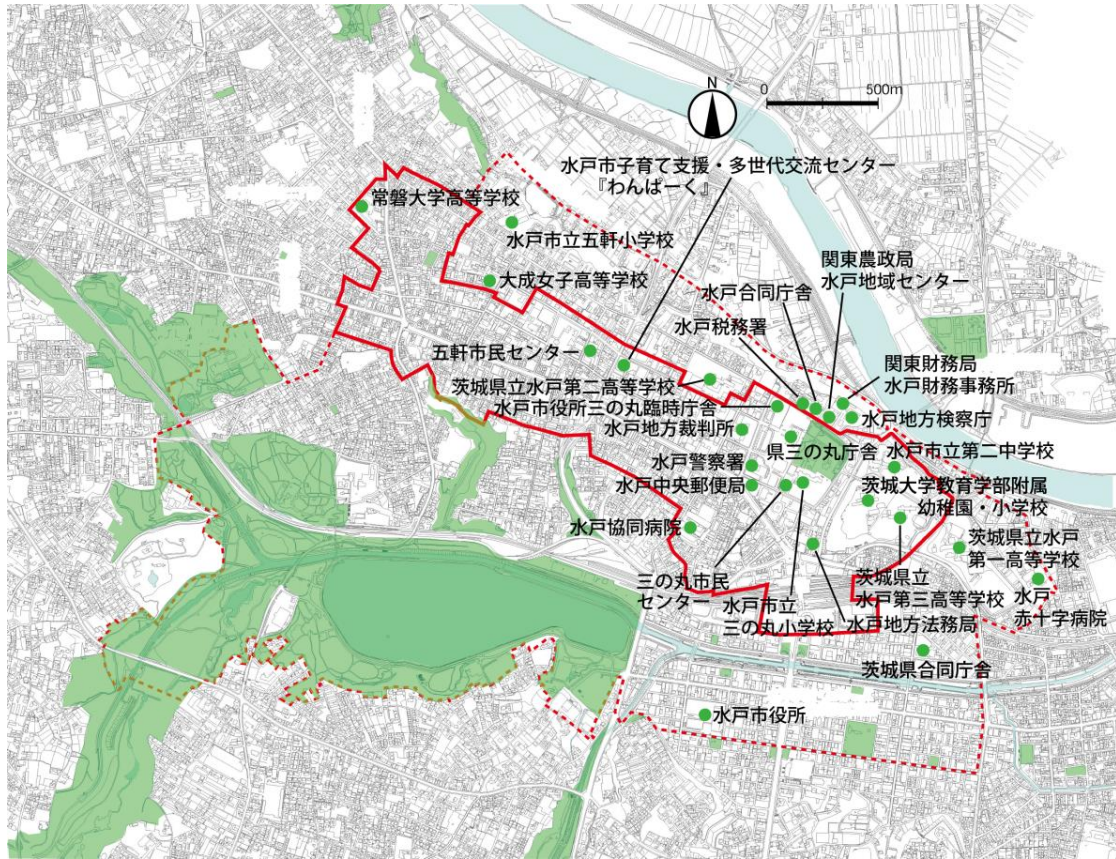 N
0
500m
水戸市子育て支援・多世代交流センター
『わんぱーく』
常磐大学高等学校
水戸市立五軒小学校
大成女子高等学校
関東農政局
水戸地域センター
水戸合同庁舎
水戸税務署
五軒市民センター
関東財務局
水戸財務事務所
茨城県立水戸第二高等学校
水戸市役所三の丸臨時庁舎
水戸地方検察庁
水戸地方裁判所
県三の丸庁舎
水戸市立第二中学校
水戸警察署
水戸中央郵便局
茨城大学教育学部附属
幼稚園・小学校
水戸協同病院
茨城県立水戸
第一高等学校
三の丸市民
センター
水戸市立
三の丸小学校
茨城県立
水戸第三高等学校
水戸地方法務局
水戸
赤十字病院
茨城県合同庁舎
水戸市役所